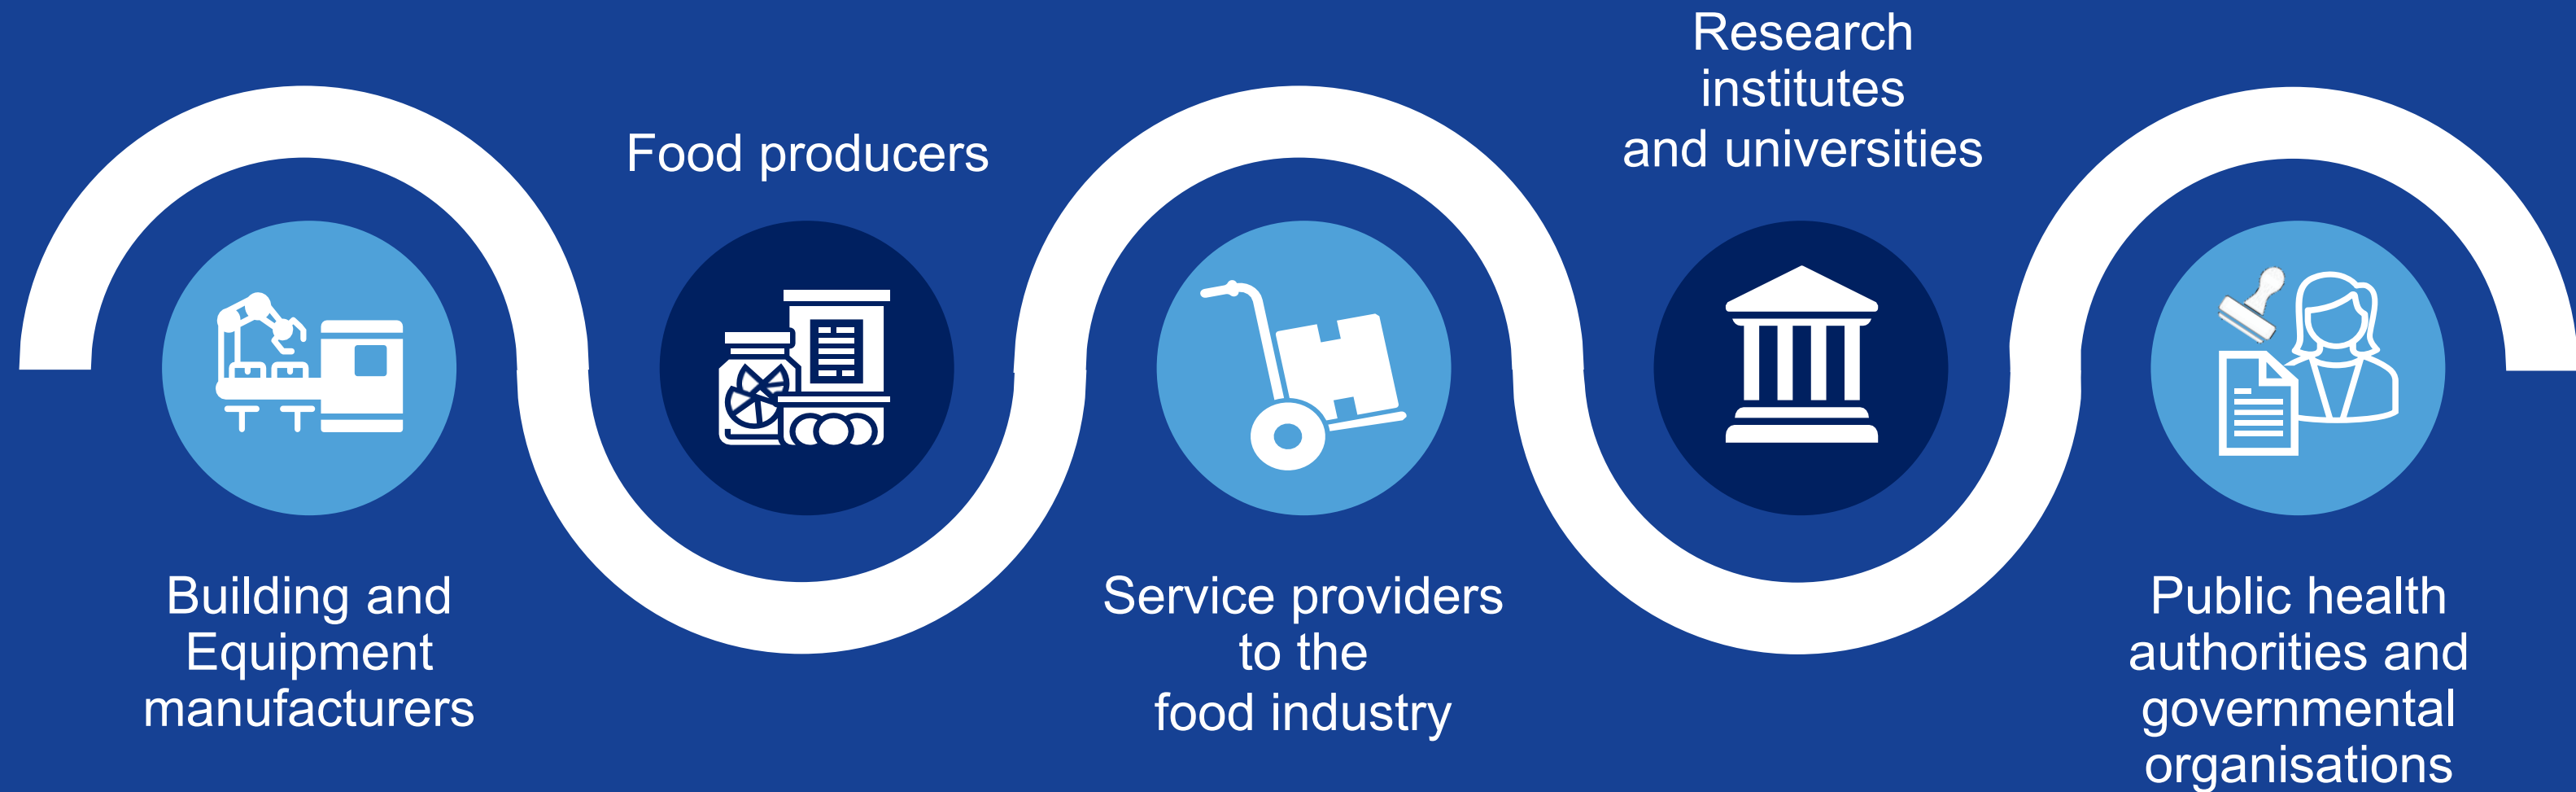 Building and
Equipment
manufacturers
Food producers
Service providers
to the
food industry
Research
institutes
and universities
Public health
authorities and
governmental
organisations